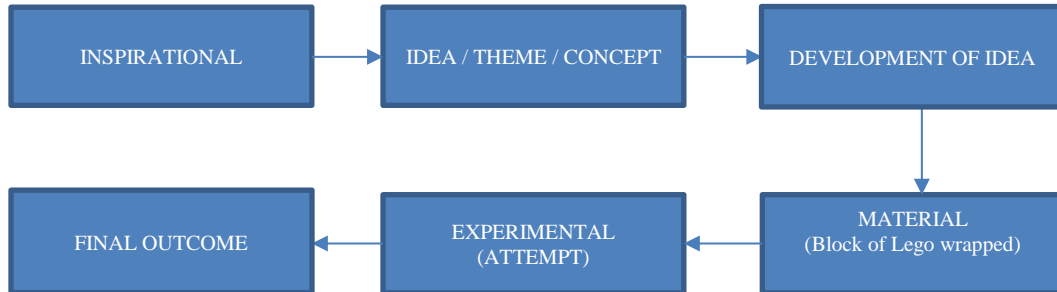 INSPIRATIONAL
IDEA / THEME / CONCEPT
DEVELOPMENT OF IDEA
MATERIAL
(Block of Lego wrapped)
EXPERIMENTAL
(ATTEMPT)
FINAL OUTCOME